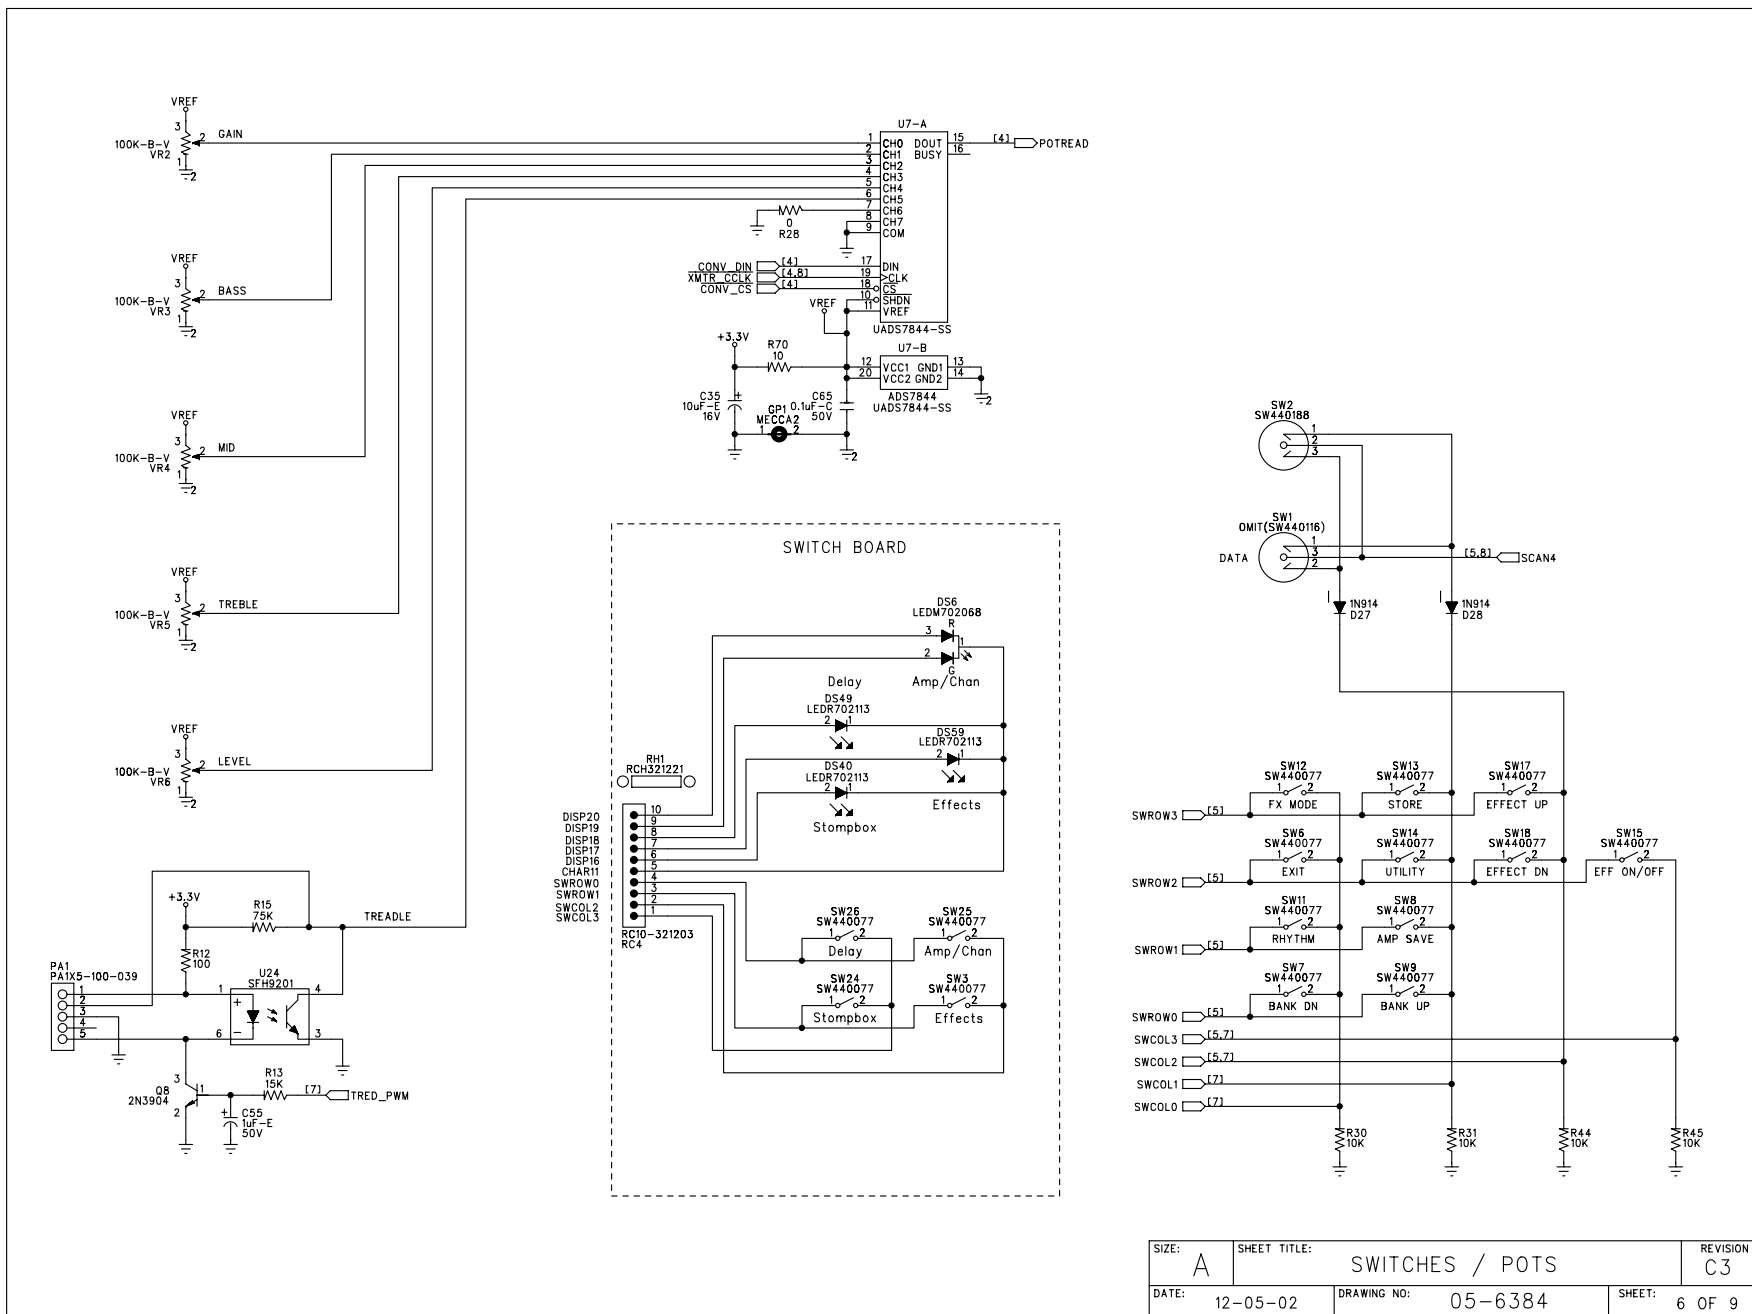 VREF
3
2
GAIN
100K-B-V
VR2
1
2
VREF
3
2
BASS
100K-B-V
VR3
1
2
VREF
3
2
MID
100K-B-V
VR4
1
2
VREF
3
2
TREBLE
100K-B-V
VR5
1
2
VREF
3
2
LEVEL
100K-B-V
VR6
1
2
U7-A
1 CH0 DOUT 15 [4] POTREAD
2 CH1 BUSY 16
3 CH2
4 CH3
5 CH4
6 CH5
7 CH6
8 CH7
9 COM
0
R28
CONV_DIN [4] 17 DIN
XMTR_CCLK [4,8] 19 >CLK
CONV_CS [4] 18 CS
10 SHDN
11 VREF
VREF
UADS7844-SS
+3.3V
R70
10
U7-B
12 VCC1 GND1 13
20 VCC2 GND2 14
ADS7844
UADS7844-SS
2
C35
10uF-E
16V
+
GP1
MECCA2
1 2
C65
0.1uF-C
50V
2
+3.3V
R15
75K
TREADLE
R12
100
PA1
PA1X5-100-039
1
2
3
4
5
U24
SFH9201
1 + 4
6 - 3
Q8
2N3904
3
1
2
R13
15K
[7] TRED_PWM
+ C55
1uF-E
50V
SWITCH BOARD
DS6
LEDM702068
R
3
1
2
G
Amp/Chan
Delay
DS49
LEDR702113
2 1
DS59
LEDR702113
2 1
Effects
DS40
LEDR702113
2 1
Stompbox
RH1
RCH321221
DISP20 10
DISP19 9
DISP18 8
DISP17 7
DISP16 6
CHAR11 5
SWROW0 4
SWROW1 3
SWCOL2 2
SWCOL3 1
RC10-321203
RC4
SW26
SW440077
1 2
Delay
SW25
SW440077
1 2
Amp/Chan
SW24
SW440077
1 2
Stompbox
SW3
SW440077
1 2
Effects
SW2
SW440188
1
2
3
SW1
OMIT(SW440116)
DATA
1
3
2
[5,8] SCAN4
1N914
D27
1N914
D28
SW12
SW440077
1 2
FX MODE
SW13
SW440077
1 2
STORE
SW17
SW440077
1 2
EFFECT UP
SWROW3 [5]
SW6
SW440077
1 2
EXIT
SW14
SW440077
1 2
UTILITY
SW18
SW440077
1 2
EFFECT DN
SW15
SW440077
1 2
EFF ON/OFF
SWROW2 [5]
SW11
SW440077
1 2
RHYTHM
SW8
SW440077
1 2
AMP SAVE
SWROW1 [5]
SW7
SW440077
1 2
BANK DN
SW9
SW440077
1 2
BANK UP
SWROW0 [5]
SWCOL3 [5,7]
SWCOL2 [5,7]
SWCOL1 [7]
SWCOL0 [7]
R30
10K
R31
10K
R44
10K
R45
10K
SIZE: A
SHEET TITLE: SWITCHES / POTS
REVISION C3
DATE: 12-05-02
DRAWING NO: 05-6384
SHEET: 6 OF 9